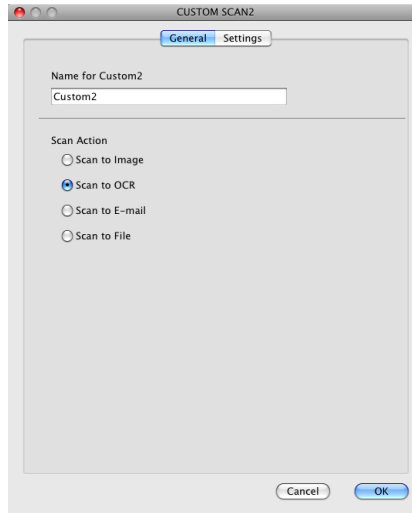 CUSTOM SCAN2
General Settings
Name for Custom2
Custom2
Scan Action
Scan to Image
Scan to OCR
Scan to E-mail
Scan to File
Cancel OK